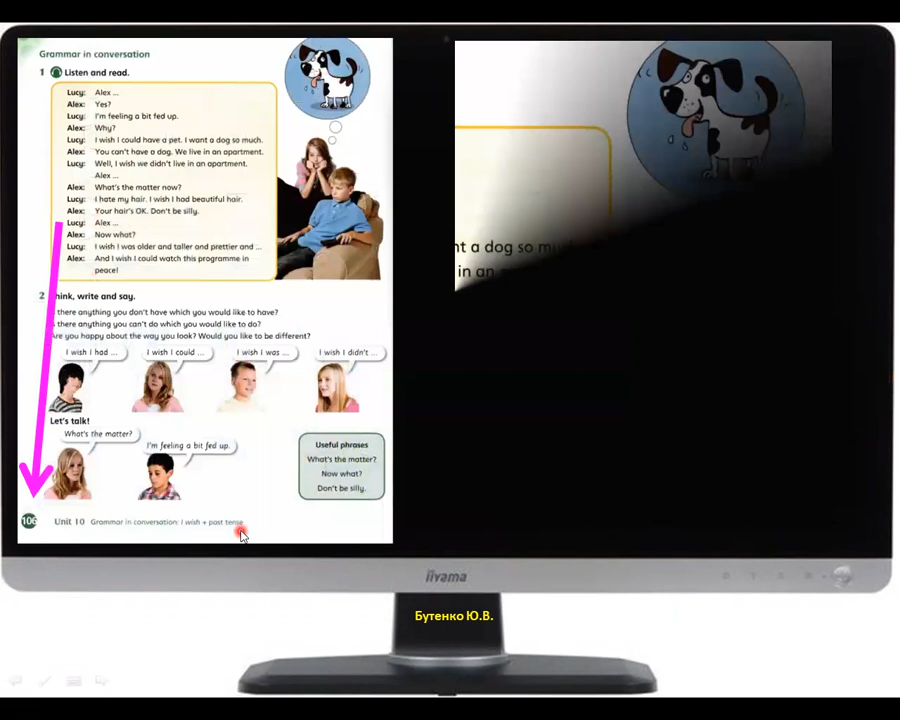 Grammar in conversation
1 Listen and read.
Lucy: Alex ...
Alex: Yes?
Lucy: I'm feeling a bit fed up.
Alex: Why?
Lucy: I wish I could have a pet. I want a dog so much.
Alex: You can't have a dog. We live in an apartment.
Lucy: Well, I wish we didn't live in an apartment.
Alex ...
Alex: What's the matter now?
Lucy: I hate my hair. I wish I had beautiful hair.
Alex: Your hair's OK. Don't be silly.
Lucy: Alex ...
Alex: Now what?
Lucy: I wish I was older and taller and prettier and ...
Alex: And I wish I could watch this programme in
peace!
2 hink, write and say.
there anything you don't have which you would like to have?
there anything you can't do which you would like to do?
Are you happy about the way you look? Would you like to be different?
I wish I had ...
I wish I could ...
I wish I was ...
I wish I didn't ...
Let's talk!
What's the matter?
I'm feeling a bit fed up.
Useful phrases
What's the matter?
Now what?
Don't be silly.
106 Unit 10 Grammar in conversation: I wish + past tense
nt a dog so mu
in an
iiyama
Бутенко Ю.В.